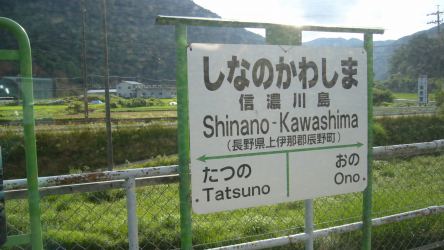 しなのかわしま
信濃川島
Shinano-Kawashima
(長野県上伊那郡辰野町)
たつの おの
Tatsuno Ono